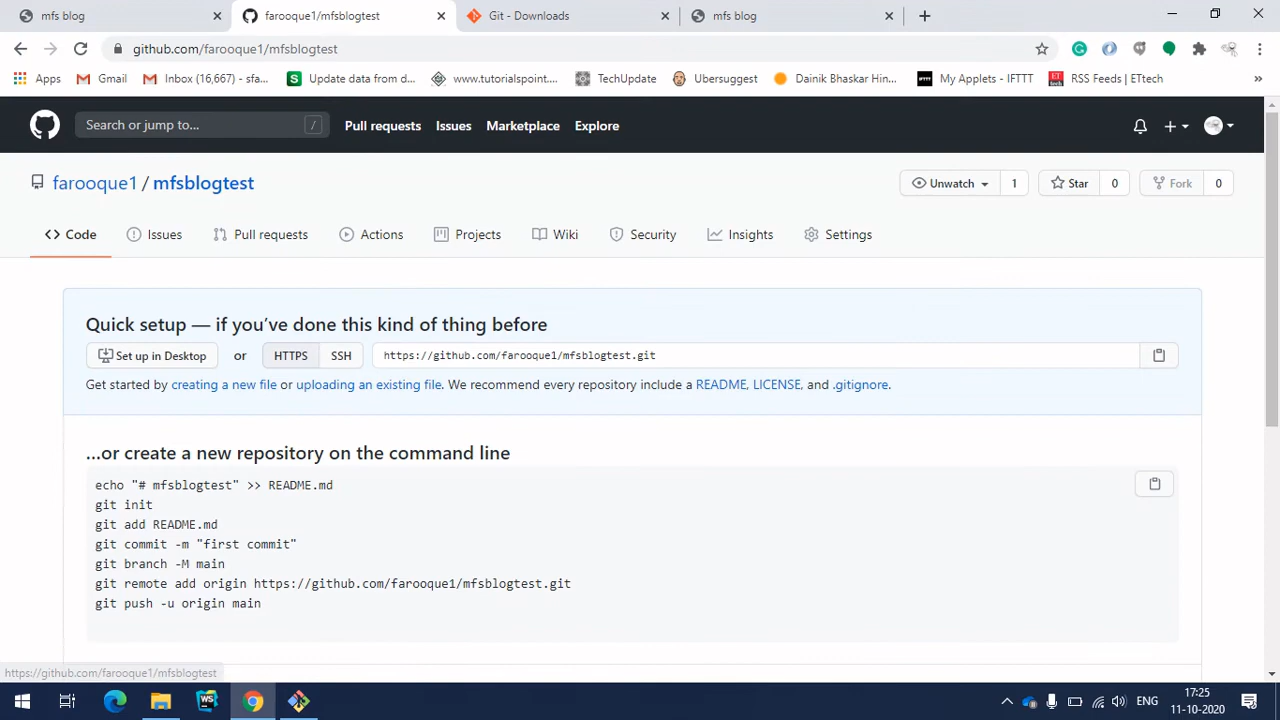 mfs blog
farooque1/mfsblogtest
Git - Downloads
mfs blog
github.com/farooque1/mfsblogtest
Apps
Gmail
Inbox (16,667) - sfa...
Update data from d...
www.tutorialspoint....
TechUpdate
Ubersuggest
Dainik Bhaskar Hin...
My Applets - IFTTT
RSS Feeds | ETtech
»
Search or jump to...
/
Pull requests
Issues
Marketplace
Explore
farooque1 / mfsblogtest
Unwatch
1
Star
0
Fork
0
Code
Issues
Pull requests
Actions
Projects
Wiki
Security
Insights
Settings
Quick setup — if you've done this kind of thing before
Set up in Desktop
or
HTTPS
SSH
https://github.com/farooque1/mfsblogtest.git
Get started by creating a new file or uploading an existing file. We recommend every repository include a README, LICENSE, and .gitignore.
…or create a new repository on the command line
echo "# mfsblogtest" >> README.md
git init
git add README.md
git commit -m "first commit"
git branch -M main
git remote add origin https://github.com/farooque1/mfsblogtest.git
git push -u origin main
https://github.com/farooque1/mfsblogtest
WS
ENG
17:25
11-10-2020